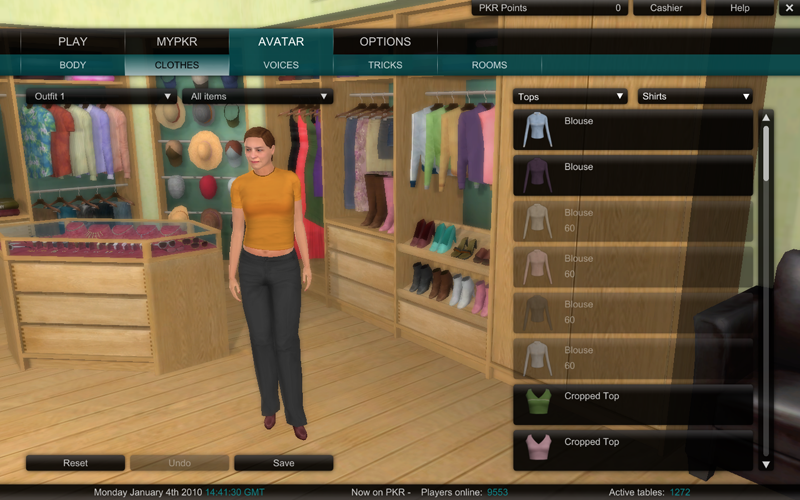 PKR Points 0 Cashier Help
PLAY MYPKR AVATAR OPTIONS
BODY CLOTHES VOICES TRICKS ROOMS
Outfit 1 All items Tops Shirts
Blouse
Blouse
Blouse
60
Blouse
60
Blouse
60
Blouse
60
Cropped Top
Cropped Top
Reset Undo Save
Monday January 4th 2010 14:41:30 GMT Now on PKR - Players online: 9553 Active tables: 1272